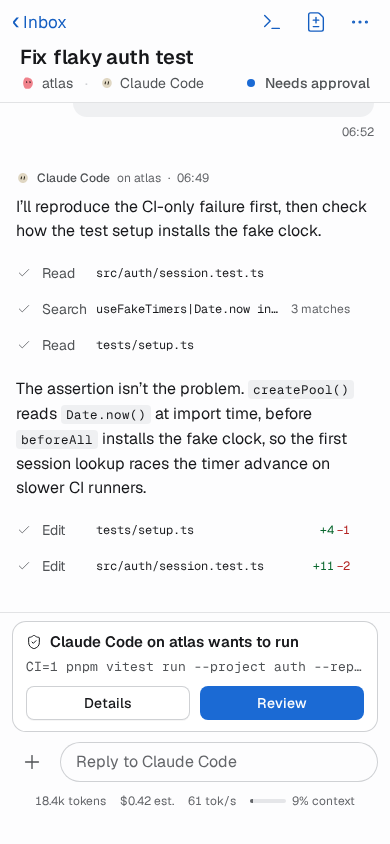 Inbox
Fix flaky auth test
atlas · Claude Code Needs approval
06:52
Claude Code on atlas · 06:49
I’ll reproduce the CI-only failure first, then check
how the test setup installs the fake clock.
Read src/auth/session.test.ts
Search useFakeTimers|Date.now in… 3 matches
Read tests/setup.ts
The assertion isn’t the problem. createPool()
reads Date.now() at import time, before
beforeAll installs the fake clock, so the first
session lookup races the timer advance on
slower CI runners.
Edit tests/setup.ts +4 −1
Edit src/auth/session.test.ts +11 −2
Claude Code on atlas wants to run
CI=1 pnpm vitest run --project auth --rep…
Details Review
Reply to Claude Code
18.4k tokens $0.42 est. 61 tok/s 9% context